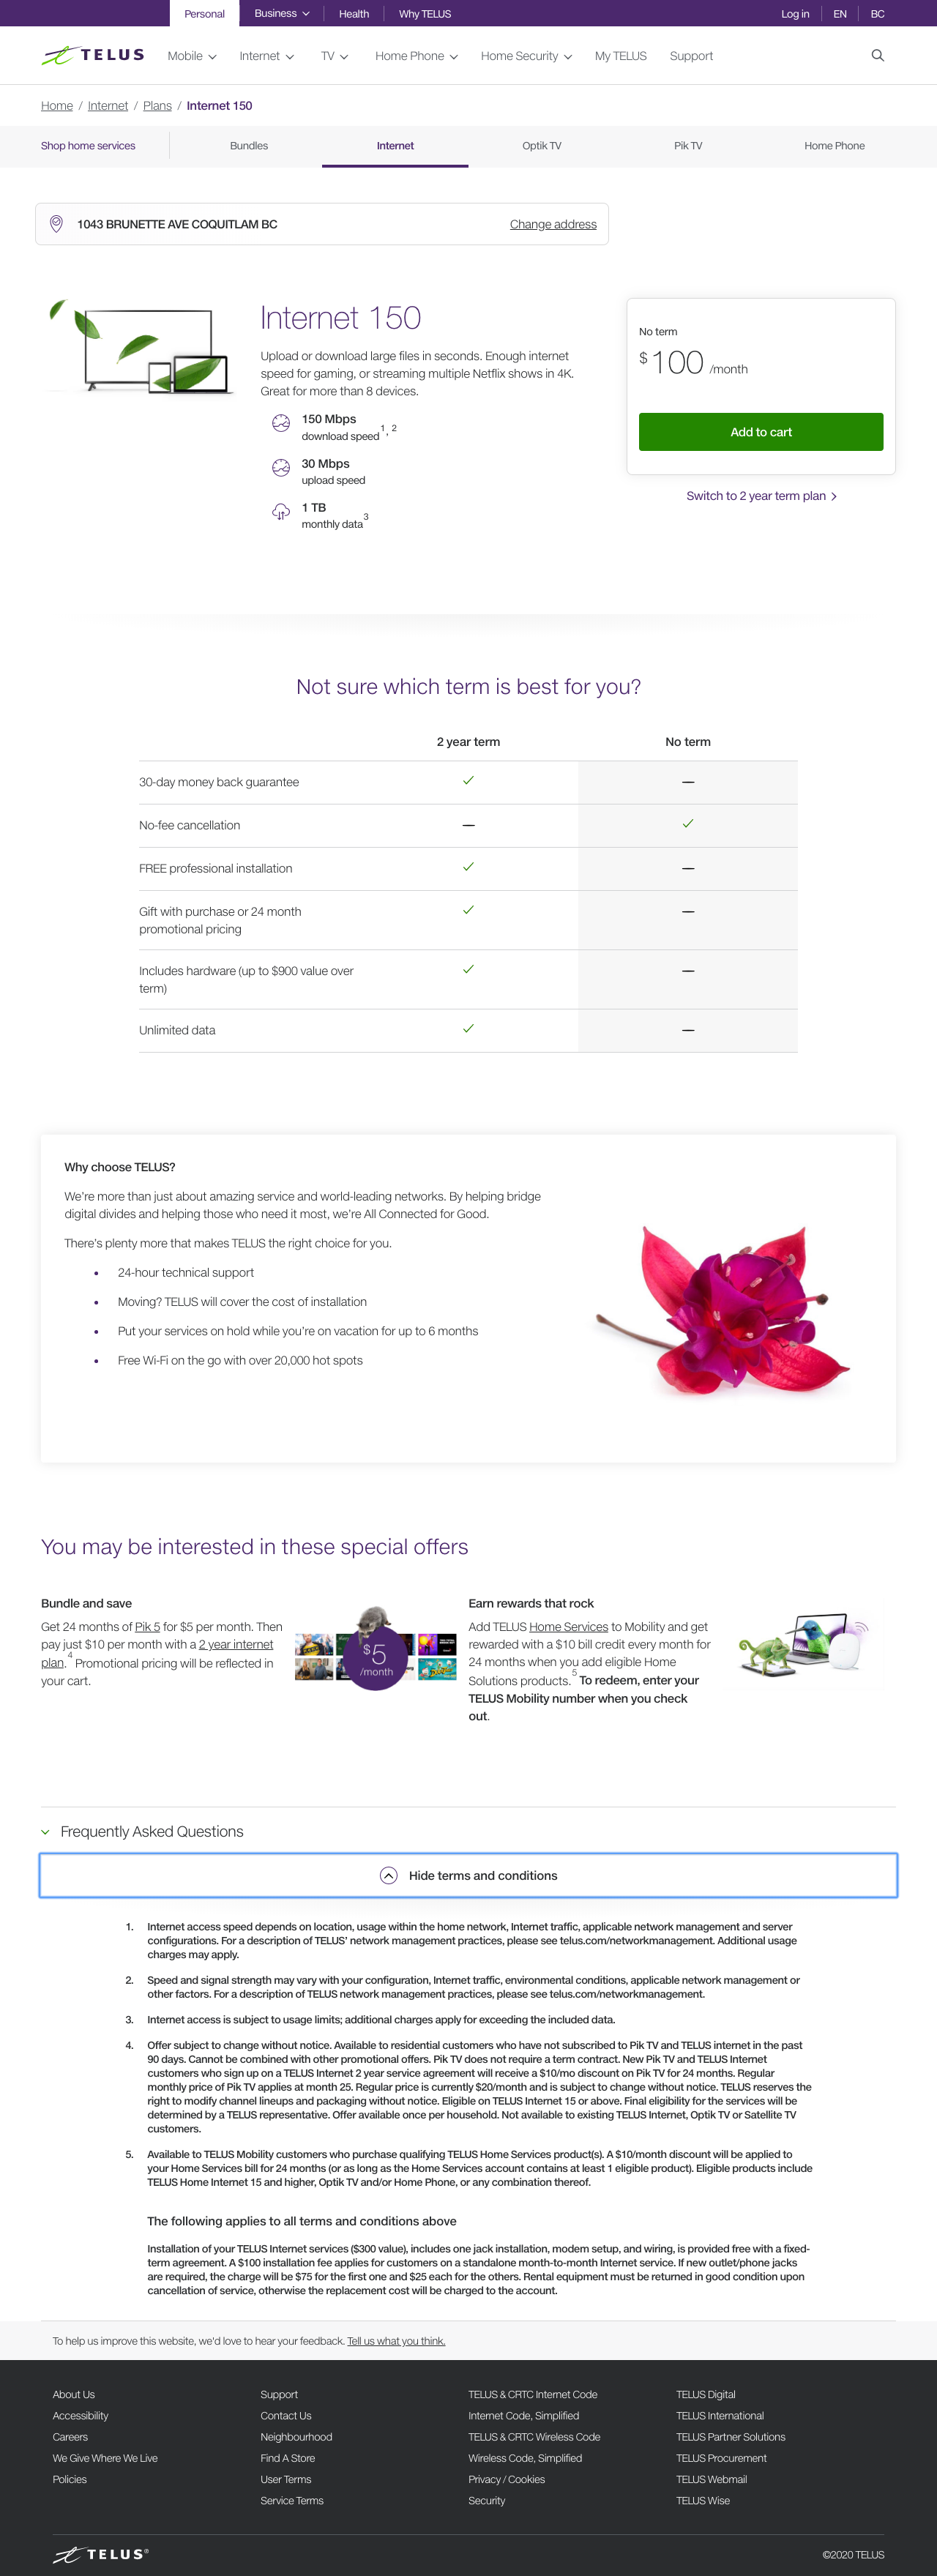 Personal
Business
Health
Why TELUS
Log in
EN
BC
TELUS
Mobile
Internet
TV
Home Phone
Home Security
My TELUS
Support
Home / Internet / Plans / Internet 150
Shop home services
Bundles
Internet
Optik TV
Pik TV
Home Phone
1043 BRUNETTE AVE COQUITLAM BC
Change address
Internet 150
Upload or download large files in seconds. Enough internet
speed for gaming, or streaming multiple Netflix shows in 4K.
Great for more than 8 devices.
150 Mbps
download speed1, 2
30 Mbps
upload speed
1 TB
monthly data3
No term
$100 /month
Add to cart
Switch to 2 year term plan
Not sure which term is best for you?
2 year term
No term
30-day money back guarantee
No-fee cancellation
FREE professional installation
Gift with purchase or 24 month
promotional pricing
Includes hardware (up to $900 value over
term)
Unlimited data
Why choose TELUS?
We're more than just about amazing service and world-leading networks. By helping bridge
digital divides and helping those who need it most, we're All Connected for Good.
There's plenty more that makes TELUS the right choice for you.
• 24-hour technical support
• Moving? TELUS will cover the cost of installation
• Put your services on hold while you're on vacation for up to 6 months
• Free Wi-Fi on the go with over 20,000 hot spots
You may be interested in these special offers
Bundle and save
Get 24 months of Pik 5 for $5 per month. Then
pay just $10 per month with a 2 year internet
plan.4 Promotional pricing will be reflected in
your cart.
$5
/month
Earn rewards that rock
Add TELUS Home Services to Mobility and get
rewarded with a $10 bill credit every month for
24 months when you add eligible Home
Solutions products.5 To redeem, enter your
TELUS Mobility number when you check
out.
Frequently Asked Questions
Hide terms and conditions
1. Internet access speed depends on location, usage within the home network, Internet traffic, applicable network management and server
configurations. For a description of TELUS' network management practices, please see telus.com/networkmanagement. Additional usage
charges may apply.
2. Speed and signal strength may vary with your configuration, Internet traffic, environmental conditions, applicable network management or
other factors. For a description of TELUS network management practices, please see telus.com/networkmanagement.
3. Internet access is subject to usage limits; additional charges apply for exceeding the included data.
4. Offer subject to change without notice. Available to residential customers who have not subscribed to Pik TV and TELUS internet in the past
90 days. Cannot be combined with other promotional offers. Pik TV does not require a term contract. New Pik TV and TELUS Internet
customers who sign up on a TELUS Internet 2 year service agreement will receive a $10/mo discount on Pik TV for 24 months. Regular
monthly price of Pik TV applies at month 25. Regular price is currently $20/month and is subject to change without notice. TELUS reserves the
right to modify channel lineups and packaging without notice. Eligible on TELUS Internet 15 or above. Final eligibility for the services will be
determined by a TELUS representative. Offer available once per household. Not available to existing TELUS Internet, Optik TV or Satellite TV
customers.
5. Available to TELUS Mobility customers who purchase qualifying TELUS Home Services product(s). A $10/month discount will be applied to
your Home Services bill for 24 months (or as long as the Home Services account contains at least 1 eligible product). Eligible products include
TELUS Home Internet 15 and higher, Optik TV and/or Home Phone, or any combination thereof.
The following applies to all terms and conditions above
Installation of your TELUS Internet services ($300 value), includes one jack installation, modem setup, and wiring, is provided free with a fixed-
term agreement. A $100 installation fee applies for customers on a standalone month-to-month Internet service. If new outlet/phone jacks
are required, the charge will be $75 for the first one and $25 each for the others. Rental equipment must be returned in good condition upon
cancellation of service, otherwise the replacement cost will be charged to the account.
To help us improve this website, we'd love to hear your feedback. Tell us what you think.
About Us
Accessibility
Careers
We Give Where We Live
Policies
Support
Contact Us
Neighbourhood
Find A Store
User Terms
Service Terms
TELUS & CRTC Internet Code
Internet Code, Simplified
TELUS & CRTC Wireless Code
Wireless Code, Simplified
Privacy / Cookies
Security
TELUS Digital
TELUS International
TELUS Partner Solutions
TELUS Procurement
TELUS Webmail
TELUS Wise
TELUS®
©2020 TELUS